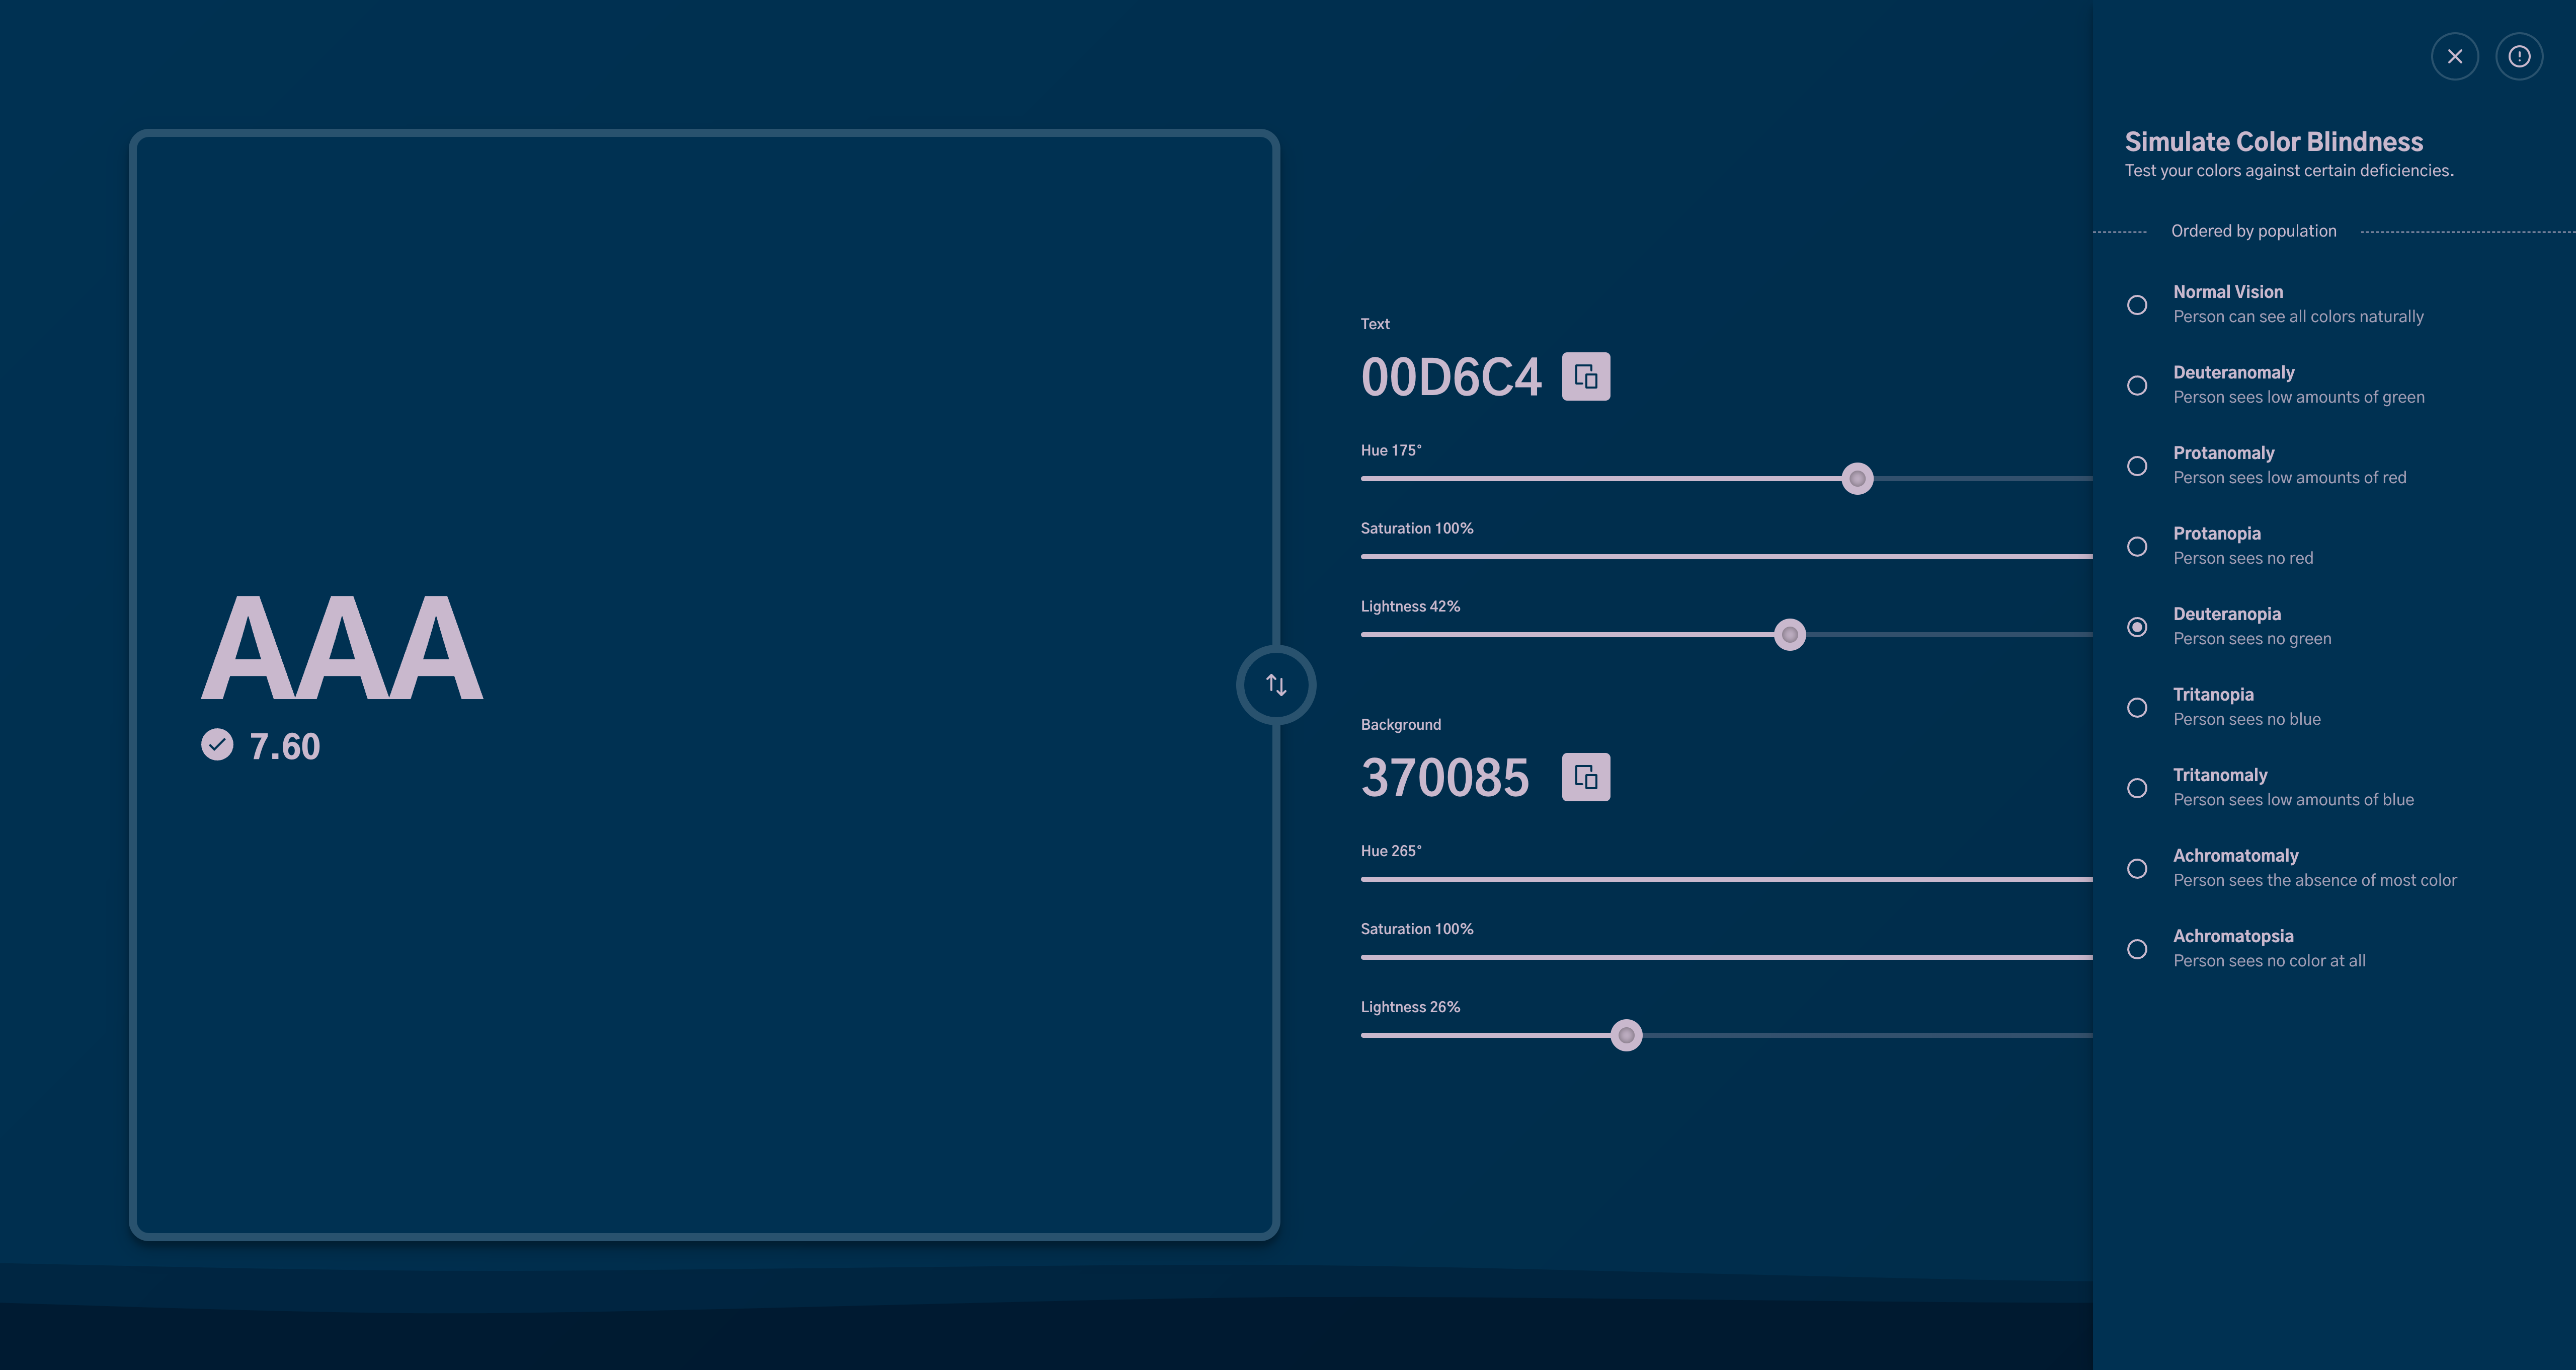 AAA
7.60
Text
00D6C4
Hue 175°
Saturation 100%
Lightness 42%
Background
370085
Hue 265°
Saturation 100%
Lightness 26%
Simulate Color Blindness
Test your colors against certain deficiencies.
Ordered by population
Normal Vision
Person can see all colors naturally
Deuteranomaly
Person sees low amounts of green
Protanomaly
Person sees low amounts of red
Protanopia
Person sees no red
Deuteranopia
Person sees no green
Tritanopia
Person sees no blue
Tritanomaly
Person sees low amounts of blue
Achromatomaly
Person sees the absence of most color
Achromatopsia
Person sees no color at all